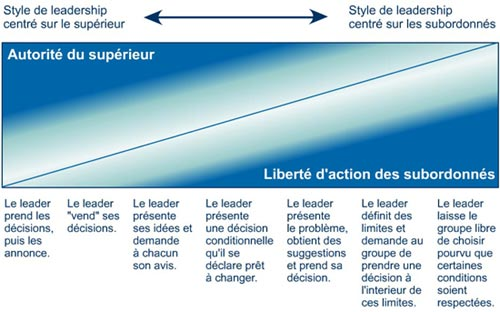 Style de leadership
centré sur le supérieur
Style de leadership
centré sur les subordonnés
Autorité du supérieur
Liberté d'action des subordonnés
Le leader
prend les
décisions,
puis les
annonce.
Le leader
"vend" ses
décisions.
Le leader
présente
ses idées et
demande
à chacun
son avis.
Le leader
présente
une décision
conditionnelle
qu'il se
déclare prêt
à changer.
Le leader
présente
le problème,
obtient des
suggestions
et prend sa
décision.
Le leader
définit des
limites et
demande au
groupe de
prendre une
décision à
l'interieur de
ces limites.
Le leader
laisse le
groupe libre
de choisir
pourvu que
certaines
conditions
soient
respectées.